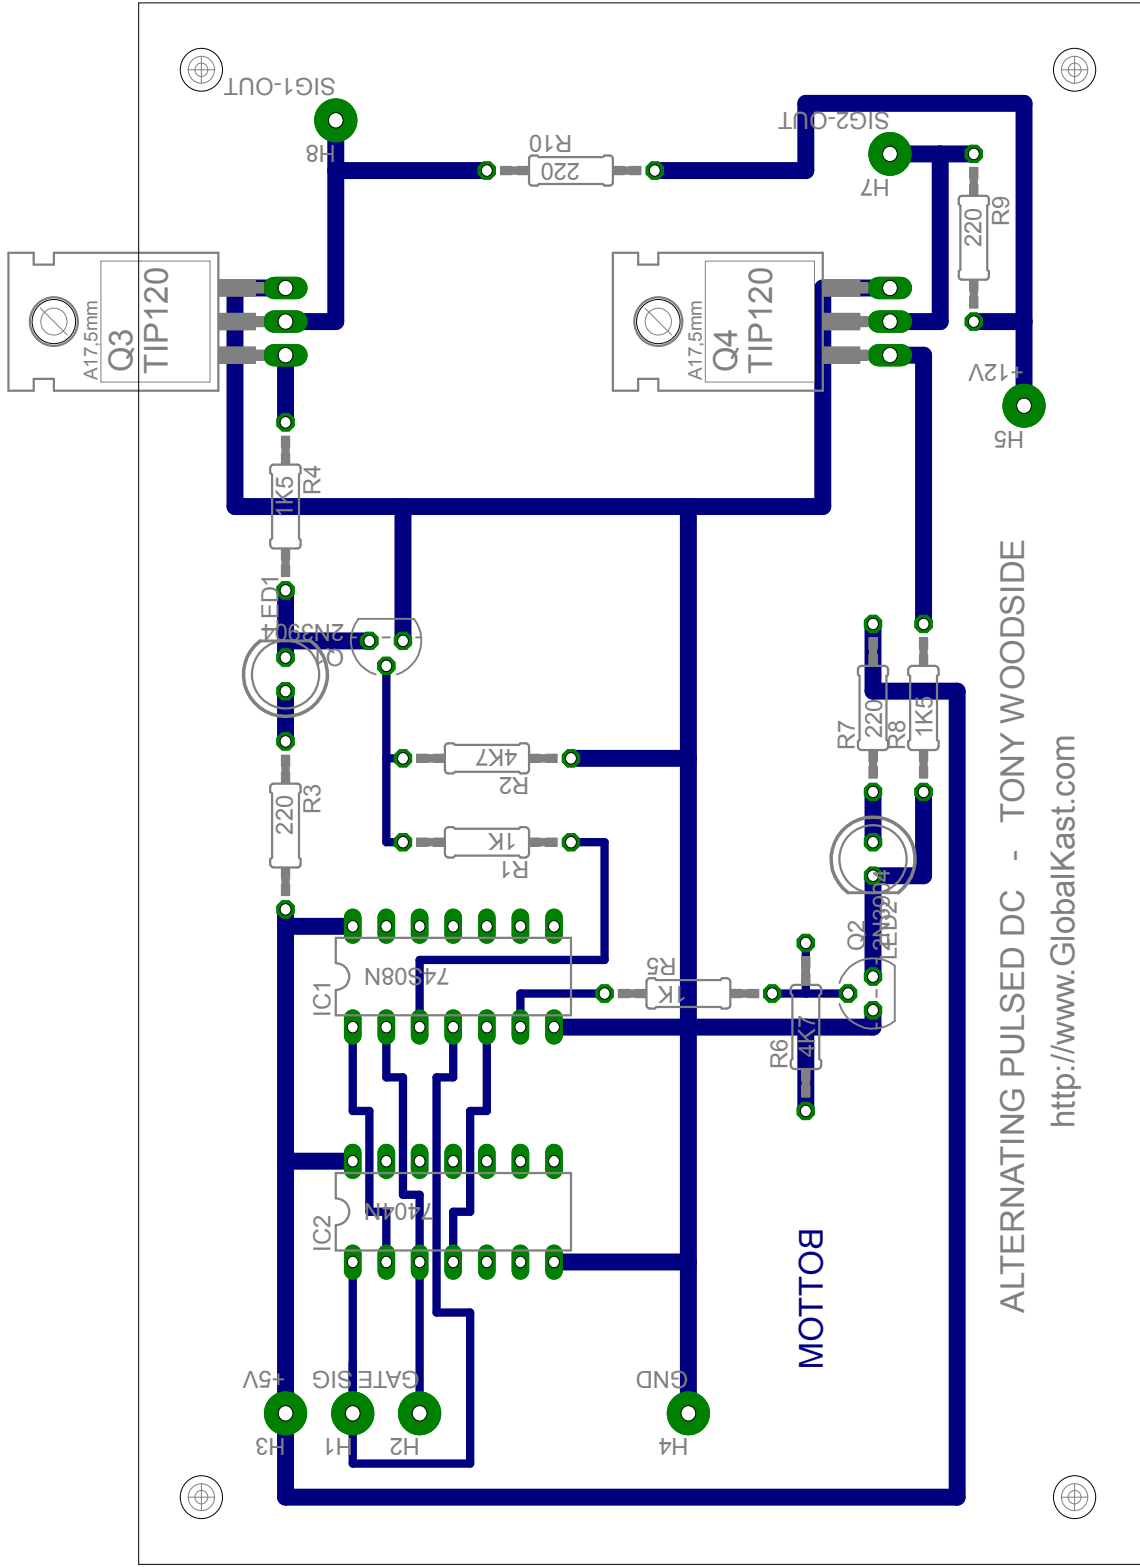 SIG1-OUT
H8
R10
220
SIG2-OUT
H7
220
R9
A17,5mm
Q3
TIP120
A17,5mm
Q4
TIP120
+12V
H5
1K5
R4
LED1
2N3904
Q1
220
R3
4K7
R2
1K
R1
R7
220
R8
1K5
Q2
2N3904
LED2
IC1
74S08N
R5
1K
R6
4K7
IC2
7404N
BOTTOM
ALTERNATING PULSED DC - TONY WOODSIDE
http://www.GlobalKast.com
+5V
H3
SIG
H1
GATE
H2
GND
H4